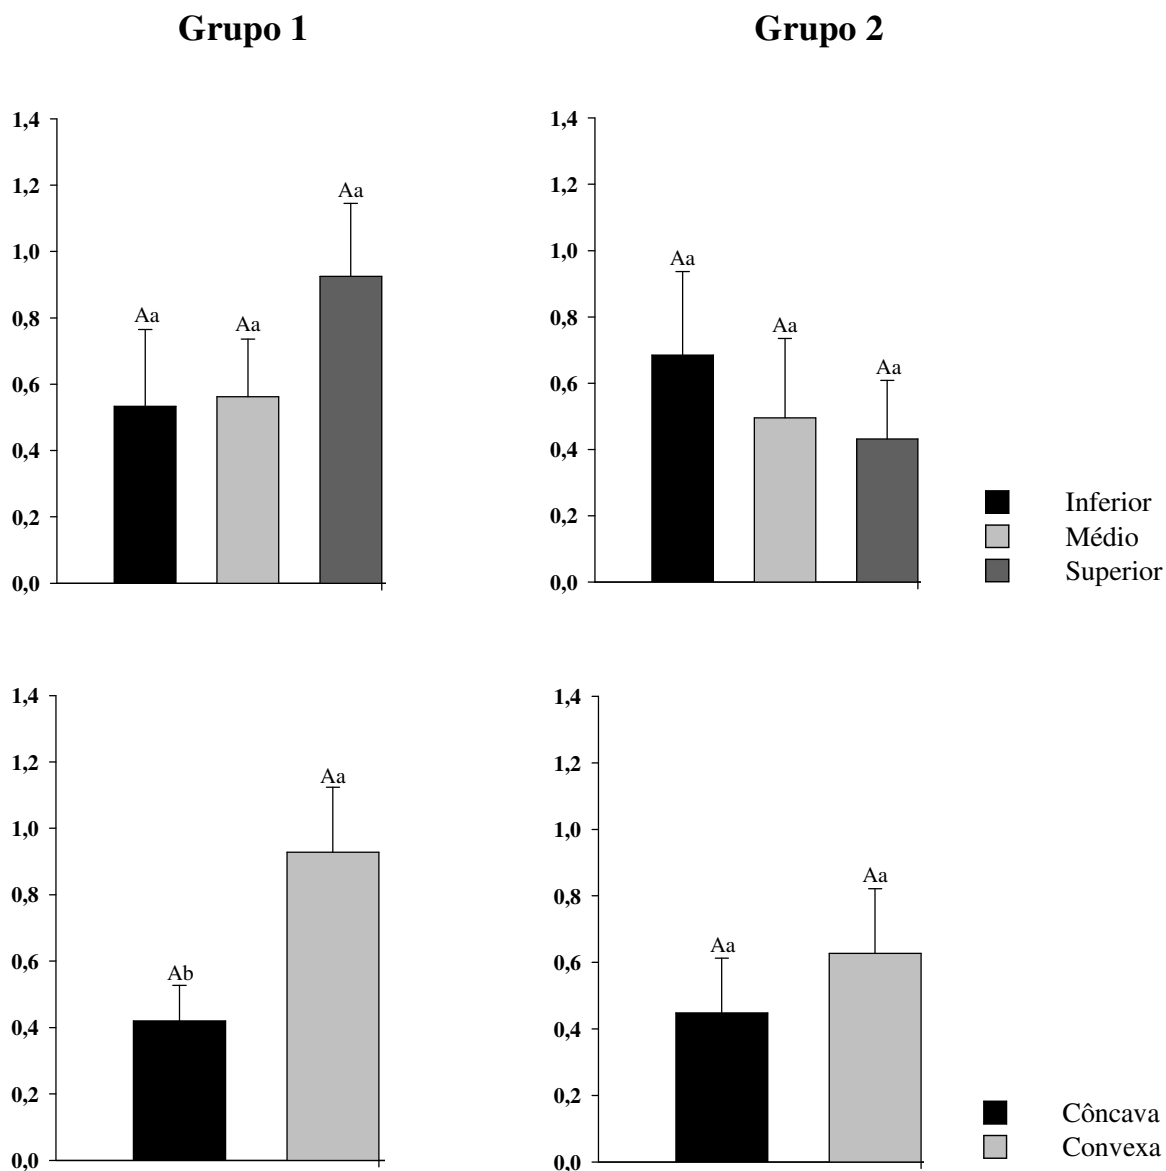 Grupo 1
Grupo 2
1,4
1,2
1,0
0,8
0,6
0,4
0,2
0,0
Aa
Aa
Aa
1,4
1,2
1,0
0,8
0,6
0,4
0,2
0,0
Aa
Aa
Aa
Inferior
Médio
Superior
1,4
1,2
1,0
0,8
0,6
0,4
0,2
0,0
Ab
Aa
1,4
1,2
1,0
0,8
0,6
0,4
0,2
0,0
Aa
Aa
Côncava
Convexa